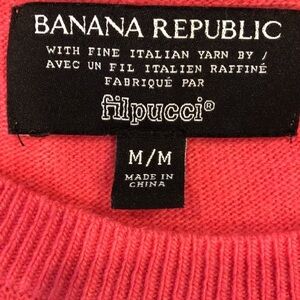 BANANA REPUBLIC
WITH FINE ITALIAN YARN BY /
AVEC UN FIL ITALIEN RAFFINÉ
FABRIQUÉ PAR
filpucci®
M/M
MADE IN
CHINA